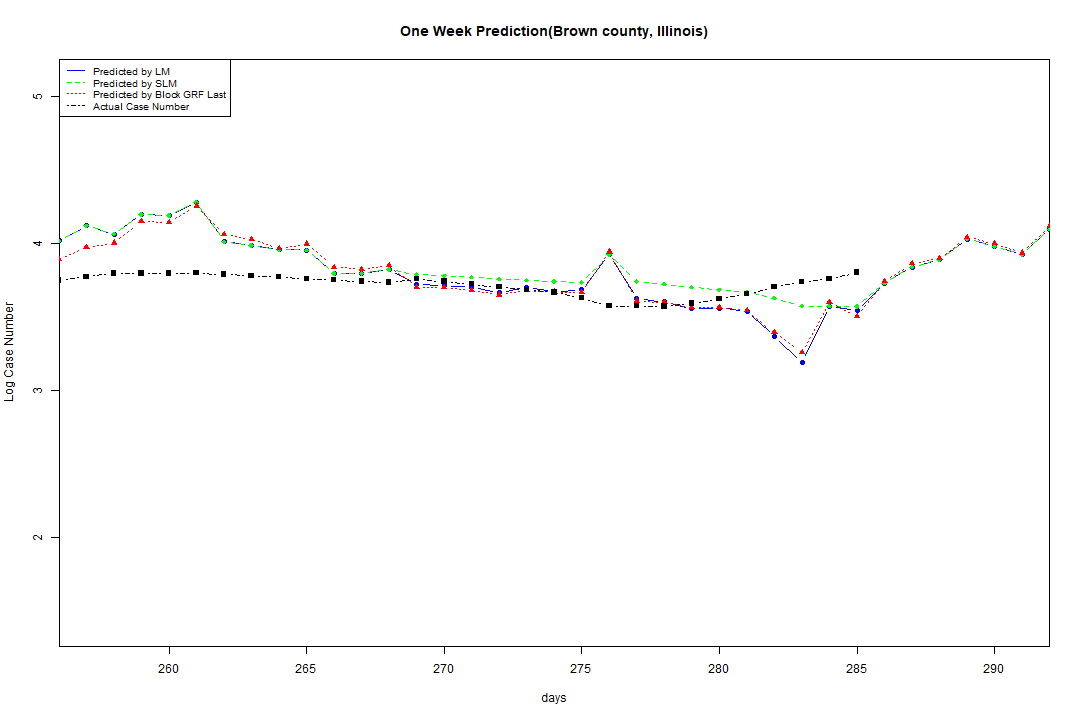 One Week Prediction(Brown county, Illinois)
Predicted by LM
Predicted by SLM
Predicted by Block GRF Last
Actual Case Number
5
4
3
2
Log Case Number
260 265 270 275 280 285 290
days